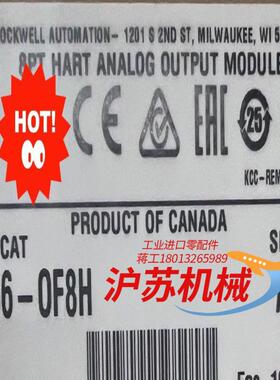 OCKWELL AUTOMATION- 1201 S 2ND ST, MILWAUKEE, WI 5
8PT HART ANALOG OUTPUT MODULE
HOT!
CE
EAC
25
KCC-REM
PRODUCT OF CANADA
CAT
6-OF8H
工业进口零配件
蒋工18013265989
沪苏机械